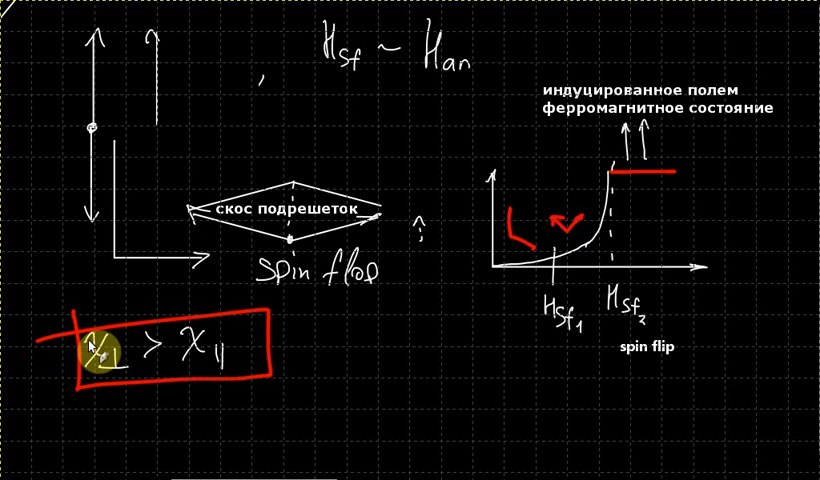 H_Sf ~ H_an
индуцированное полем
ферромагнитное состояние
скос подрешеток
spin flop
H_Sf1
H_Sf2
spin flip
χ⊥ > χ||